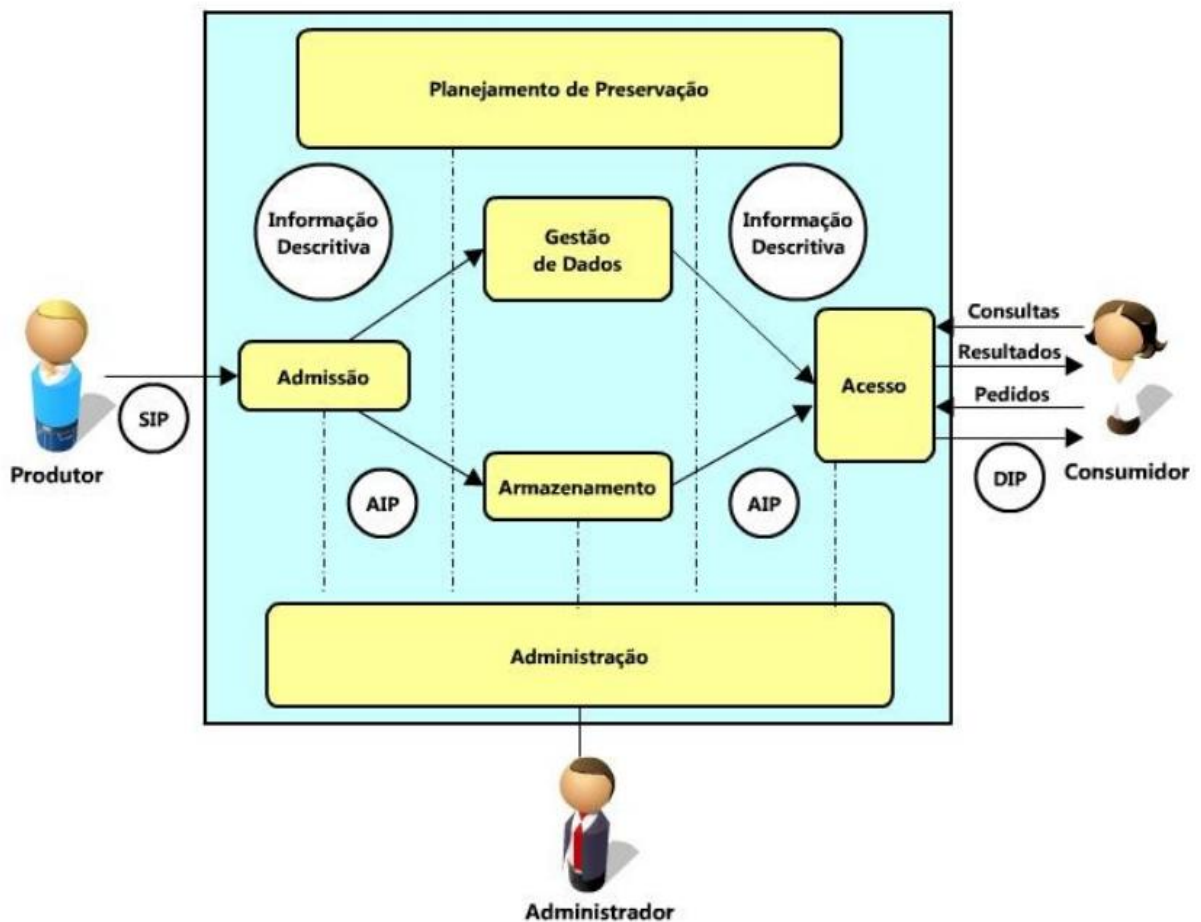 Planejamento de Preservação
Informação
Descritiva
Gestão
de Dados
Informação
Descritiva
Produtor
SIP
Admissão
AIP
Armazenamento
AIP
Acesso
Consultas
Resultados
Pedidos
DIP
Consumidor
Administração
Administrador